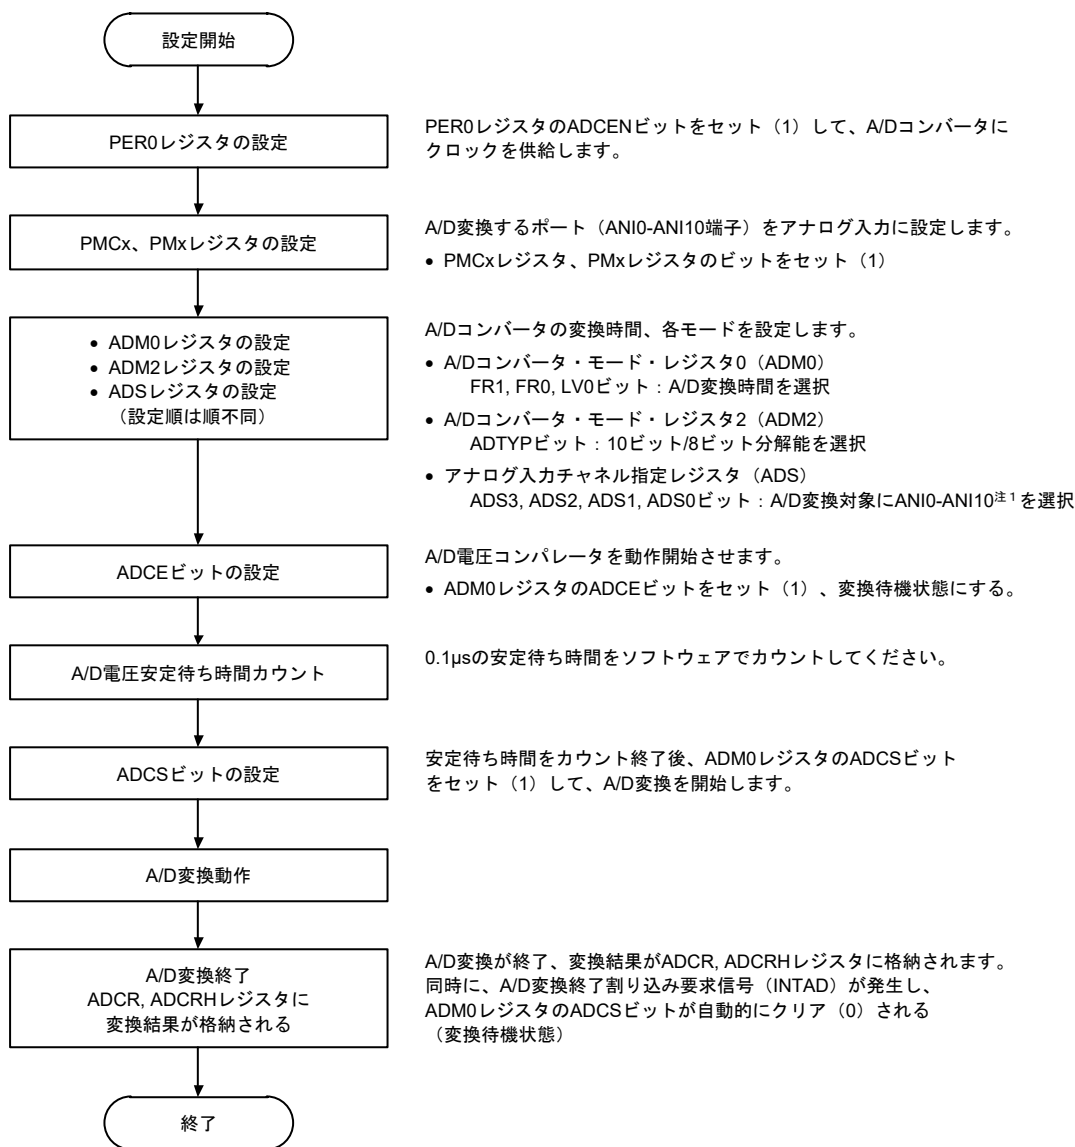 設定開始
PER0レジスタの設定
PER0レジスタのADCENビットをセット（1）して、A/Dコンバータに
クロックを供給します。
PMCx、PMxレジスタの設定
A/D変換するポート（ANI0-ANI10端子）をアナログ入力に設定します。
• PMCxレジスタ、PMxレジスタのビットをセット（1）
• ADM0レジスタの設定
• ADM2レジスタの設定
• ADSレジスタの設定
（設定順は順不同）
A/Dコンバータの変換時間、各モードを設定します。
• A/Dコンバータ・モード・レジスタ0（ADM0）
FR1, FR0, LV0ビット：A/D変換時間を選択
• A/Dコンバータ・モード・レジスタ2（ADM2）
ADTYPビット：10ビット/8ビット分解能を選択
• アナログ入力チャネル指定レジスタ（ADS）
ADS3, ADS2, ADS1, ADS0ビット：A/D変換対象にANI0-ANI10注1を選択
ADCEビットの設定
A/D電圧コンパレータを動作開始させます。
• ADM0レジスタのADCEビットをセット（1）、変換待機状態にする。
A/D電圧安定待ち時間カウント
0.1µsの安定待ち時間をソフトウェアでカウントしてください。
ADCSビットの設定
安定待ち時間をカウント終了後、ADM0レジスタのADCSビット
をセット（1）して、A/D変換を開始します。
A/D変換動作
A/D変換終了
ADCR, ADCRHレジスタに
変換結果が格納される
A/D変換が終了、変換結果がADCR, ADCRHレジスタに格納されます。
同時に、A/D変換終了割り込み要求信号（INTAD）が発生し、
ADM0レジスタのADCSビットが自動的にクリア（0）される
（変換待機状態）
終了